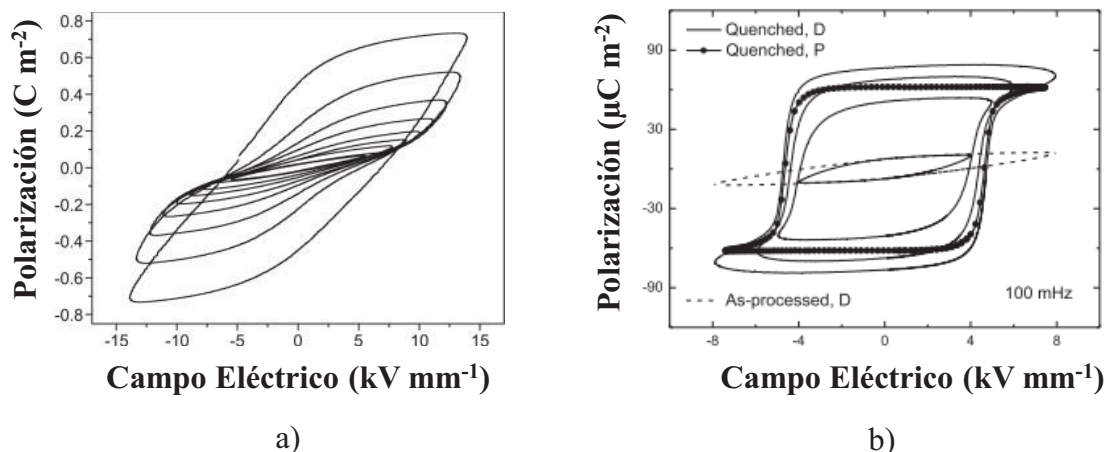 Polarización (C m-2)
0.8
0.6
0.4
0.2
0.0
-0.2
-0.4
-0.6
-0.8
-15 -10 -5 0 5 10 15
Campo Eléctrico (kV mm-1)
a)
Polarización (µC m-2)
90
30
-30
-90
Quenched, D
Quenched, P
As-processed, D
100 mHz
-8 -4 0 4 8
Campo Eléctrico (kV mm-1)
b)